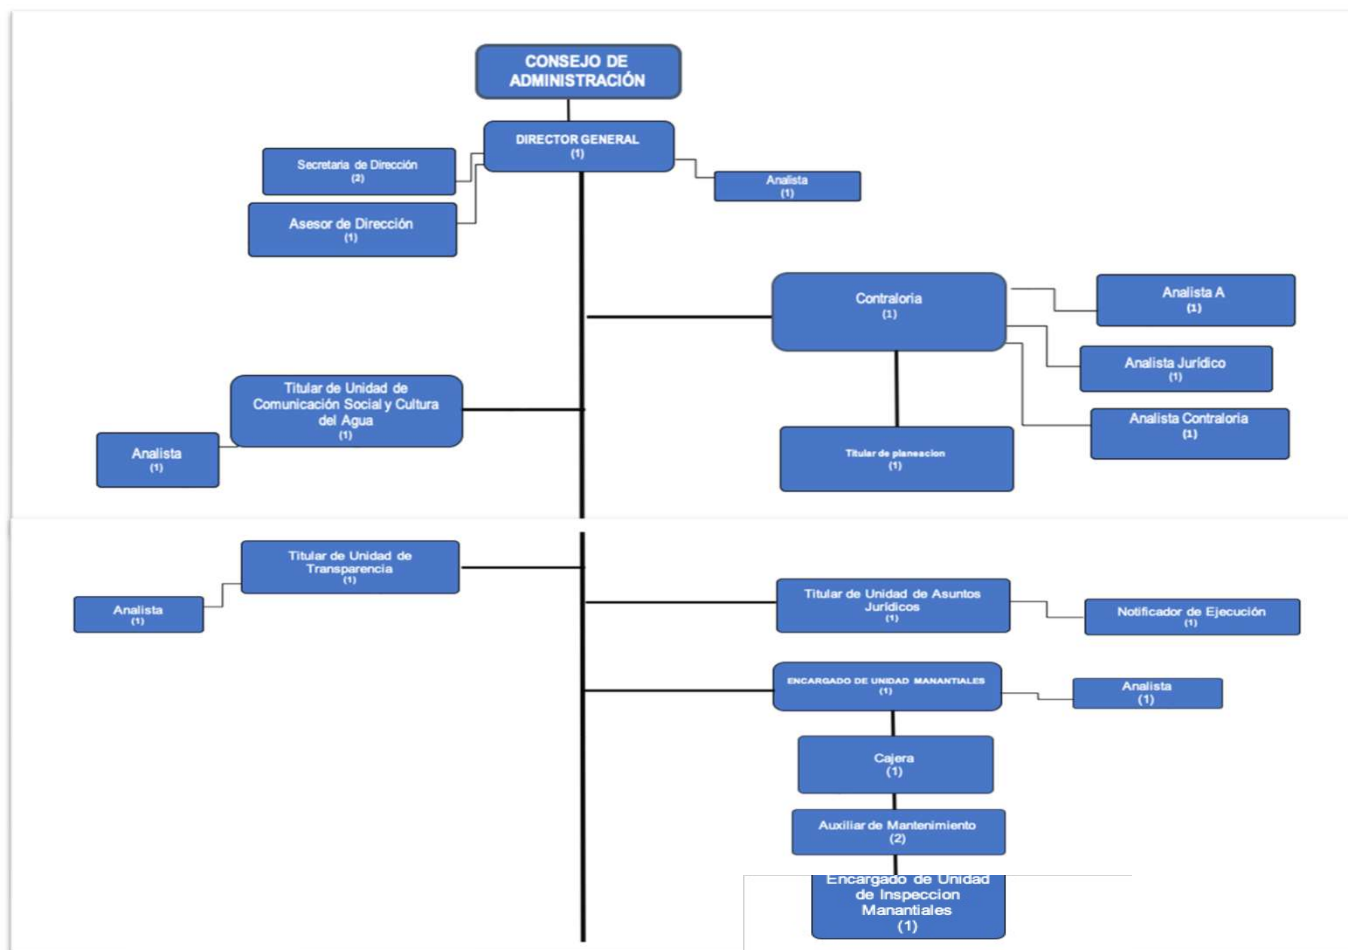 CONSEJO DE
ADMINISTRACIÓN
DIRECTOR GENERAL
(1)
Secretaria de Dirección
(2)
Analista
(1)
Asesor de Dirección
(1)
Contraloria
(1)
Analista A
(1)
Analista Jurídico
(1)
Analista Contraloria
(1)
Titular de planeacion
(1)
Titular de Unidad de
Comunicación Social y Cultura
del Agua
(1)
Analista
(1)
Titular de Unidad de
Transparencia
(1)
Analista
(1)
Titular de Unidad de Asuntos
Jurídicos
(1)
Notificador de Ejecución
(1)
ENCARGADO DE UNIDAD MANANTIALES
(1)
Analista
(1)
Cajera
(1)
Auxiliar de Mantenimiento
(2)
Encargado de Unidad
de Inspeccion
Manantiales
(1)